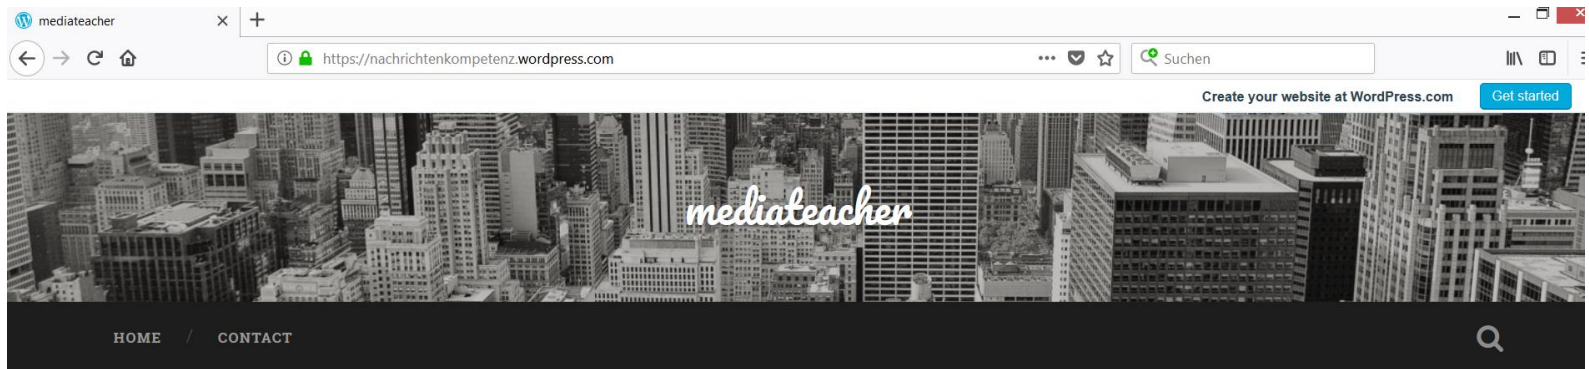 mediateacher
https://nachrichtenkompetenz.wordpress.com
Suchen
Create your website at WordPress.com
Get started
mediateacher
HOME / CONTACT